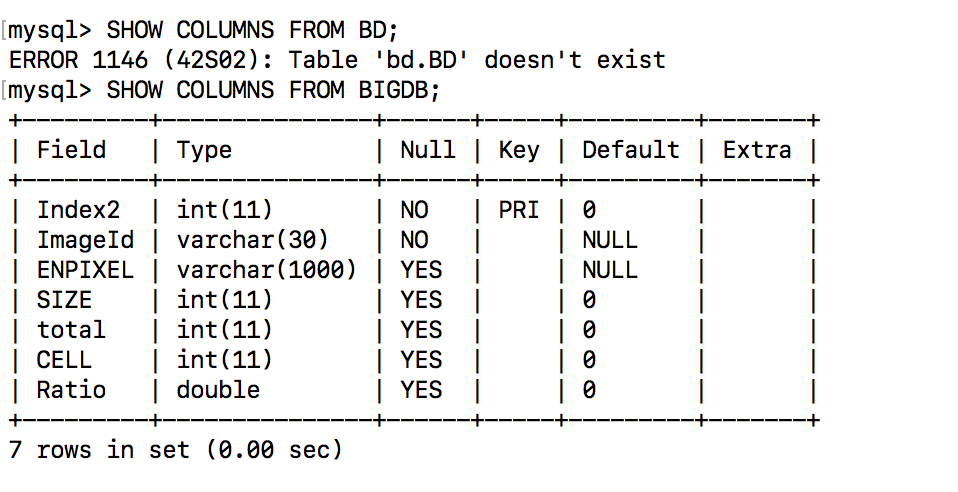 [mysql> SHOW COLUMNS FROM BD;
ERROR 1146 (42S02): Table 'bd.BD' doesn't exist
[mysql> SHOW COLUMNS FROM BIGDB;
+----------+---------------+------+-----+---------+-------+
| Field    | Type          | Null | Key | Default | Extra |
+----------+---------------+------+-----+---------+-------+
| Index2   | int(11)       | NO   | PRI | 0       |       |
| ImageId  | varchar(30)   | NO   |     | NULL    |       |
| ENPIXEL  | varchar(1000) | YES  |     | NULL    |       |
| SIZE     | int(11)       | YES  |     | 0       |       |
| total    | int(11)       | YES  |     | 0       |       |
| CELL     | int(11)       | YES  |     | 0       |       |
| Ratio    | double        | YES  |     | 0       |       |
+----------+---------------+------+-----+---------+-------+
7 rows in set (0.00 sec)